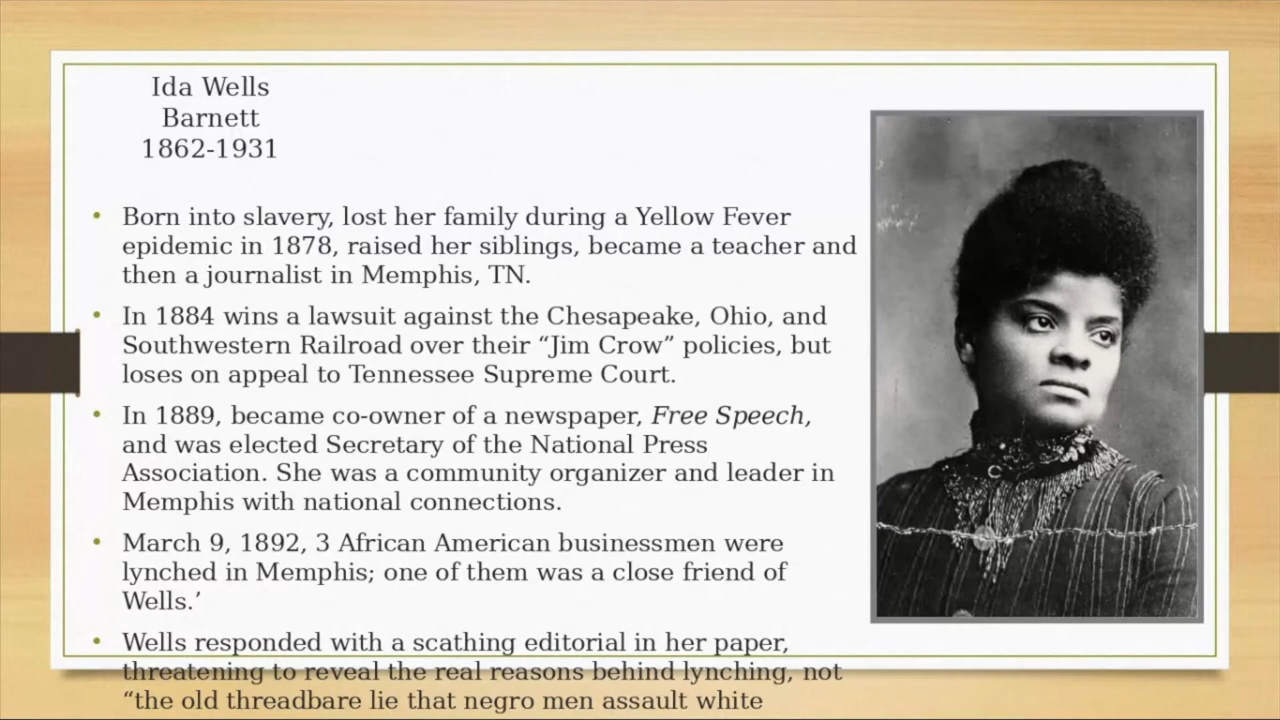 Ida Wells
Barnett
1862-1931
• Born into slavery, lost her family during a Yellow Fever
epidemic in 1878, raised her siblings, became a teacher and
then a journalist in Memphis, TN.
• In 1884 wins a lawsuit against the Chesapeake, Ohio, and
Southwestern Railroad over their “Jim Crow” policies, but
loses on appeal to Tennessee Supreme Court.
• In 1889, became co-owner of a newspaper, Free Speech,
and was elected Secretary of the National Press
Association. She was a community organizer and leader in
Memphis with national connections.
• March 9, 1892, 3 African American businessmen were
lynched in Memphis; one of them was a close friend of
Wells.’
• Wells responded with a scathing editorial in her paper,
threatening to reveal the real reasons behind lynching, not
“the old threadbare lie that negro men assault white